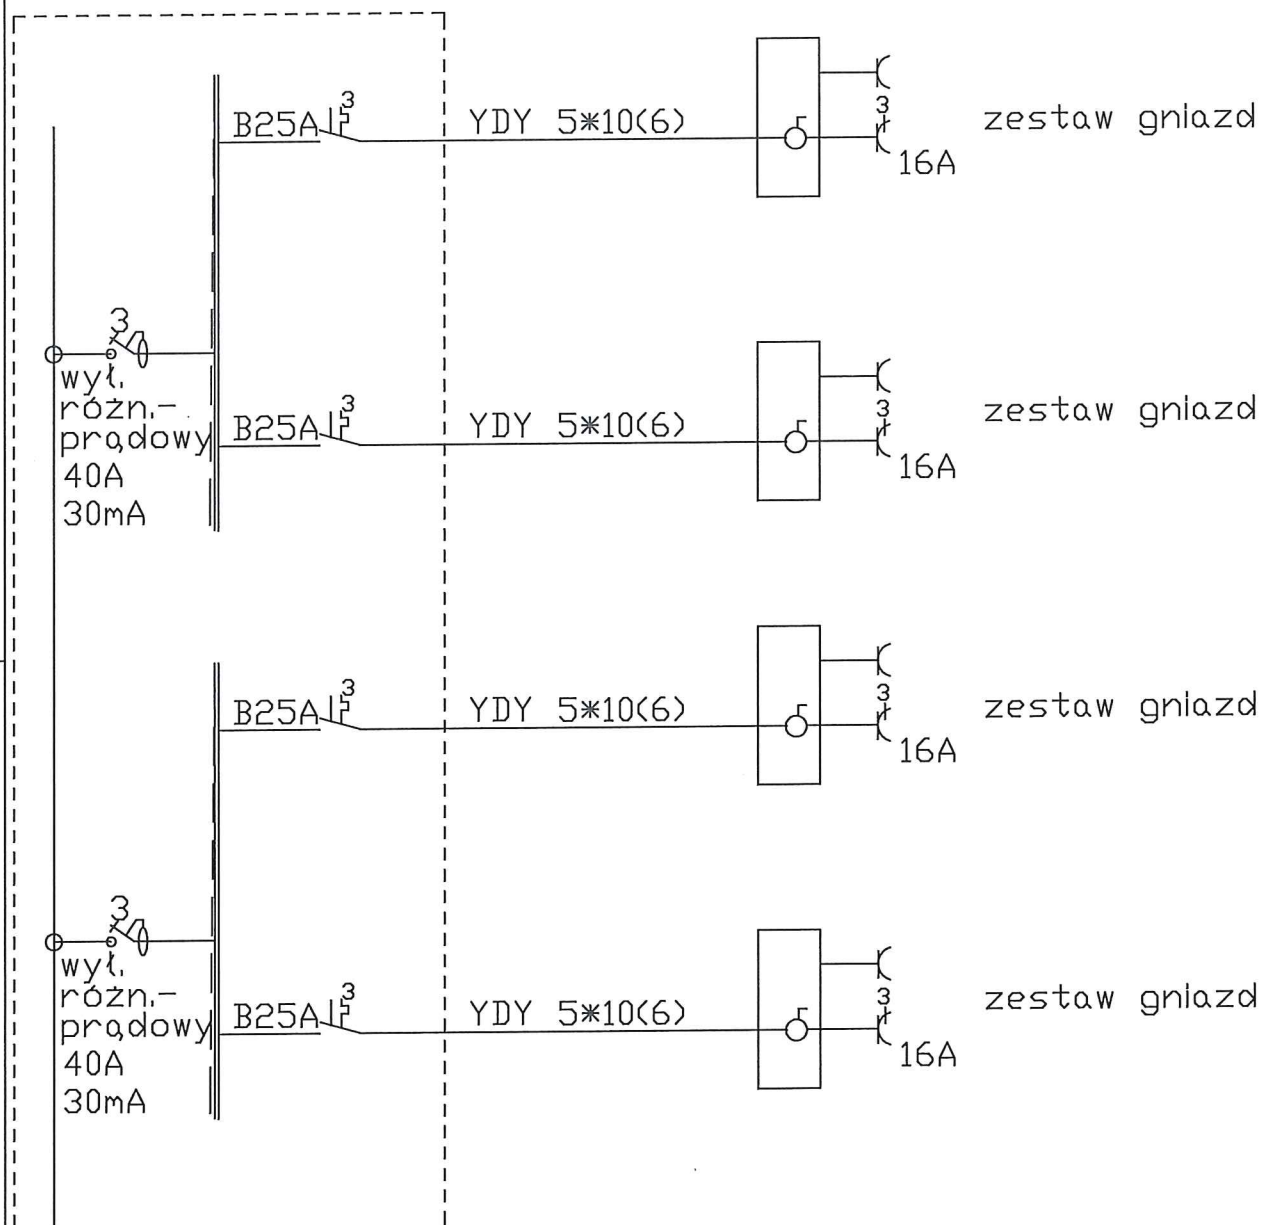 3
B25A
YDY 5*10(6)
3
16A
zestaw gniazd
3
wył.
różn.-
prądowy
40A
30mA
3
B25A
YDY 5*10(6)
3
16A
zestaw gniazd
3
B25A
YDY 5*10(6)
3
16A
zestaw gniazd
3
wył.
różn.-
prądowy
40A
30mA
3
B25A
YDY 5*10(6)
3
16A
zestaw gniazd